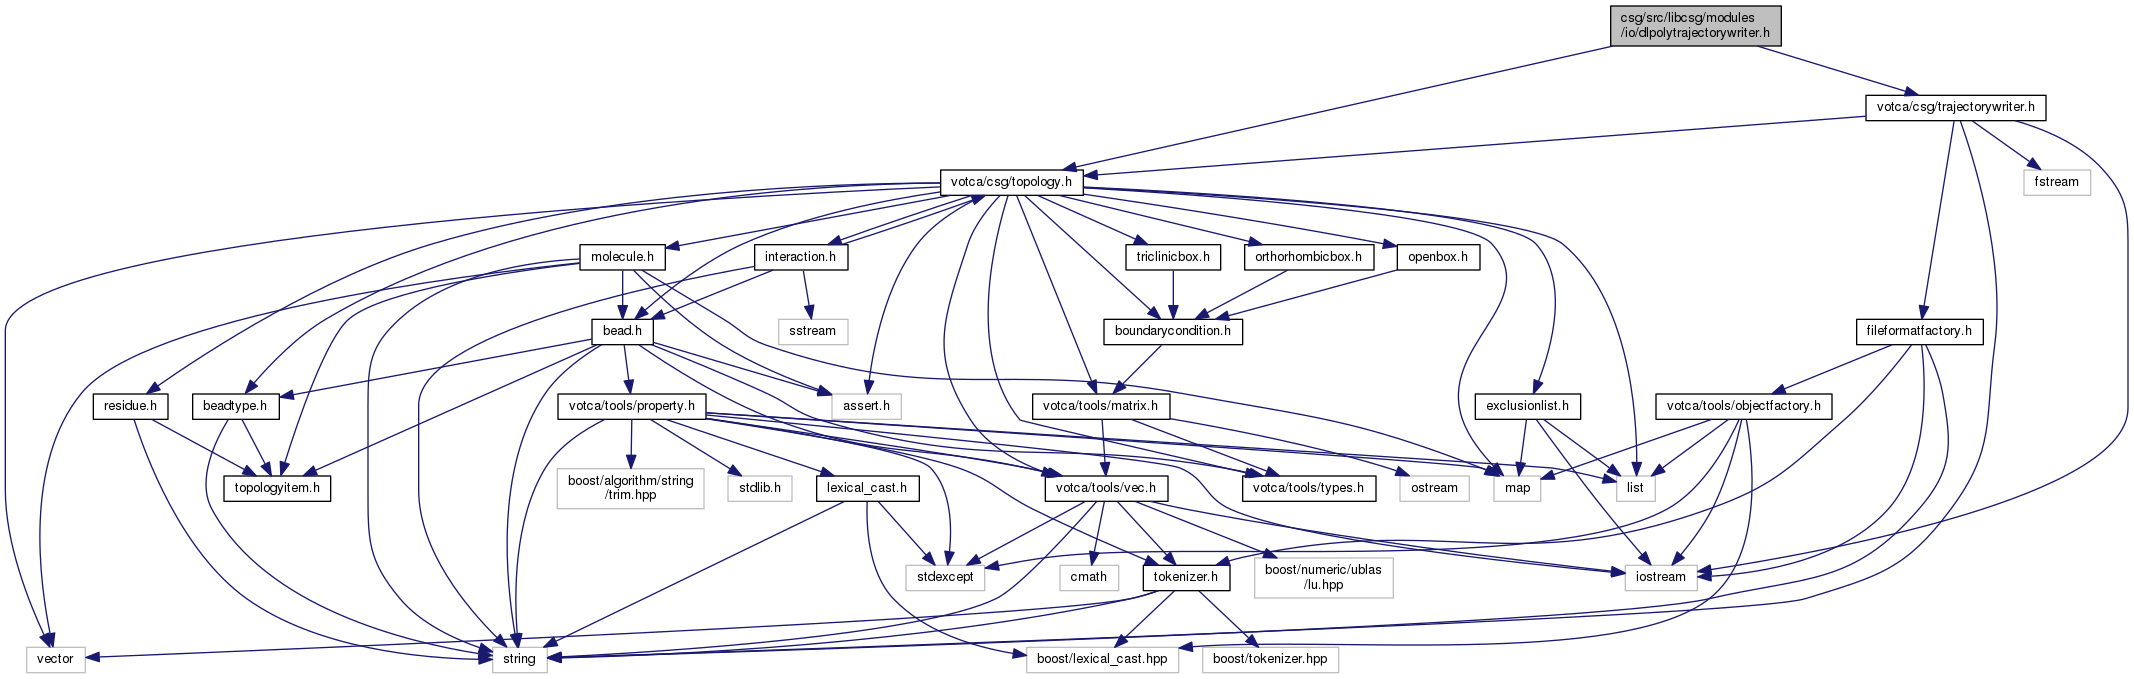 csg/src/libcsg/modules
/io/dlpolytrajectorywriter.h
votca/csg/trajectorywriter.h
votca/csg/topology.h
fstream
molecule.h
interaction.h
triclinicbox.h
orthorhombicbox.h
openbox.h
sstream
bead.h
boundarycondition.h
fileformatfactory.h
residue.h
beadtype.h
votca/tools/property.h
assert.h
votca/tools/matrix.h
exclusionlist.h
votca/tools/objectfactory.h
topologyitem.h
boost/algorithm/string
/trim.hpp
stdlib.h
lexical_cast.h
votca/tools/vec.h
votca/tools/types.h
ostream
map
list
stdexcept
cmath
tokenizer.h
boost/numeric/ublas
/lu.hpp
iostream
vector
string
boost/lexical_cast.hpp
boost/tokenizer.hpp